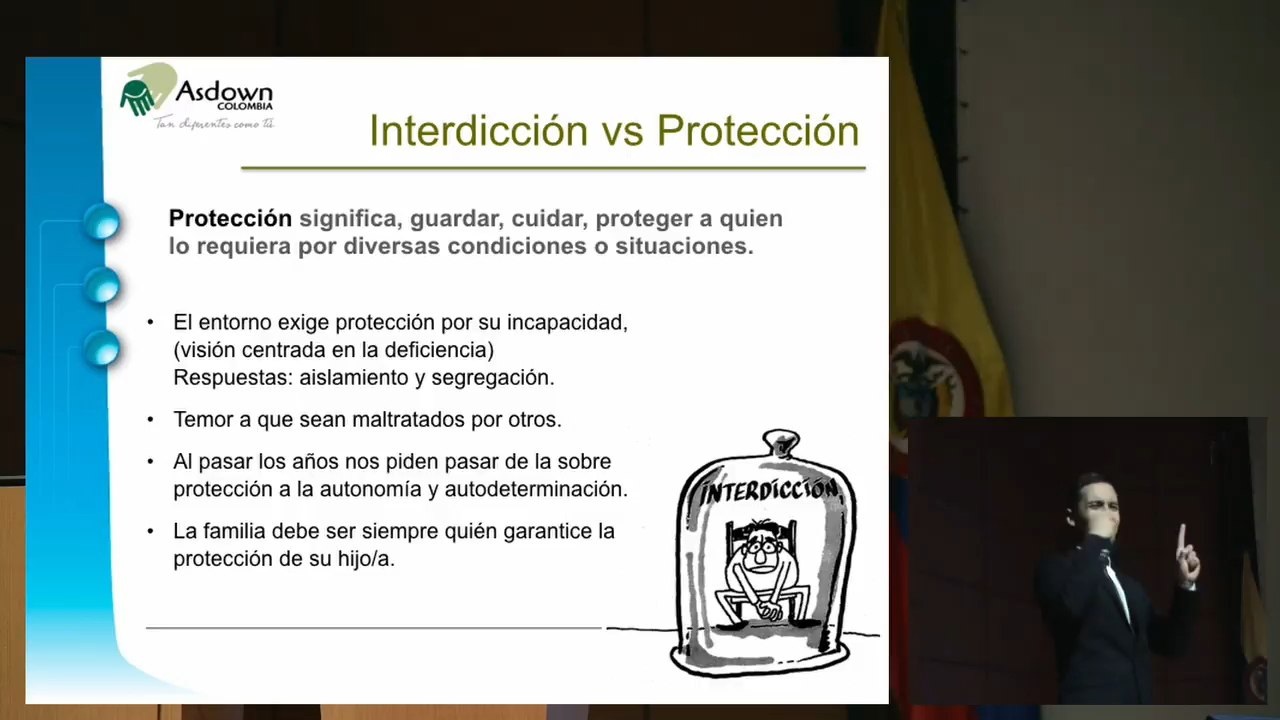 Asdown
COLOMBIA
Tan diferentes como tú
Interdicción vs Protección
Protección significa, guardar, cuidar, proteger a quien
lo requiera por diversas condiciones o situaciones.
• El entorno exige protección por su incapacidad,
(visión centrada en la deficiencia)
Respuestas: aislamiento y segregación.
• Temor a que sean maltratados por otros.
• Al pasar los años nos piden pasar de la sobre
protección a la autonomía y autodeterminación.
• La familia debe ser siempre quién garantice la
protección de su hijo/a.
INTERDICCIÓN